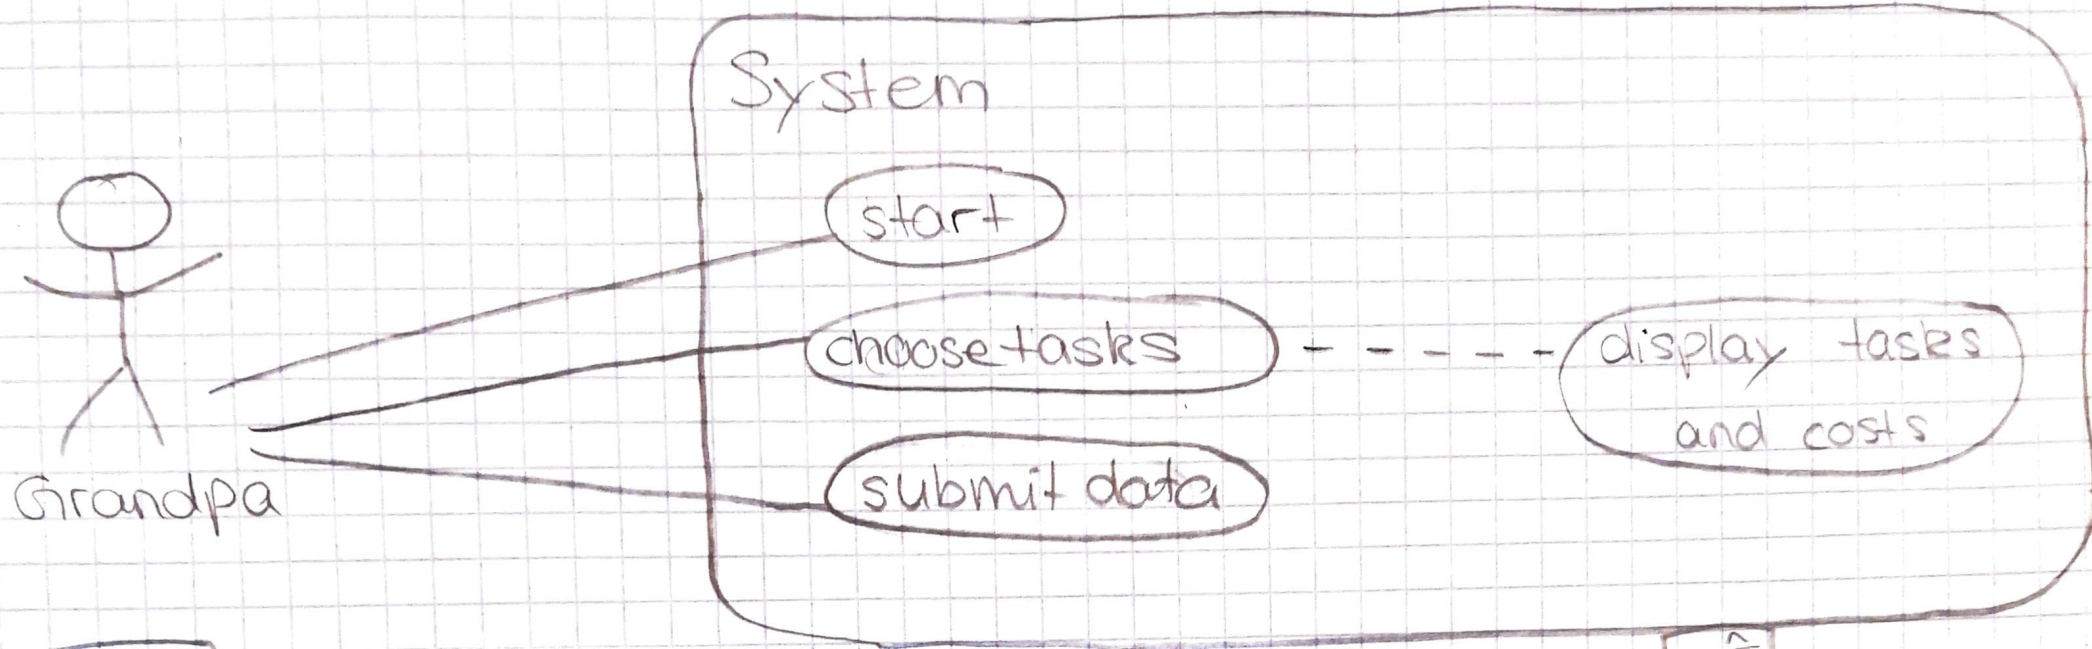 System
start
choose tasks
display tasks
and costs
submit data
Grandpa